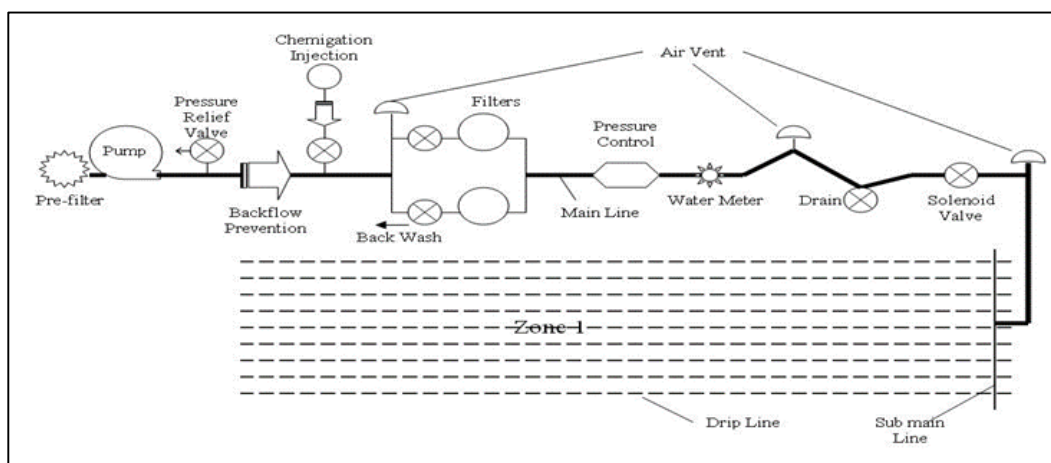 Chemigation
Injection
Air Vent
Pressure
Relief
Valve
Filters
Pressure
Control
Pump
Pre-filter
Backflow
Prevention
Back Wash
Main Line
Water Meter
Drain
Solenoid
Valve
Zone 1
Drip Line
Sub main
Line